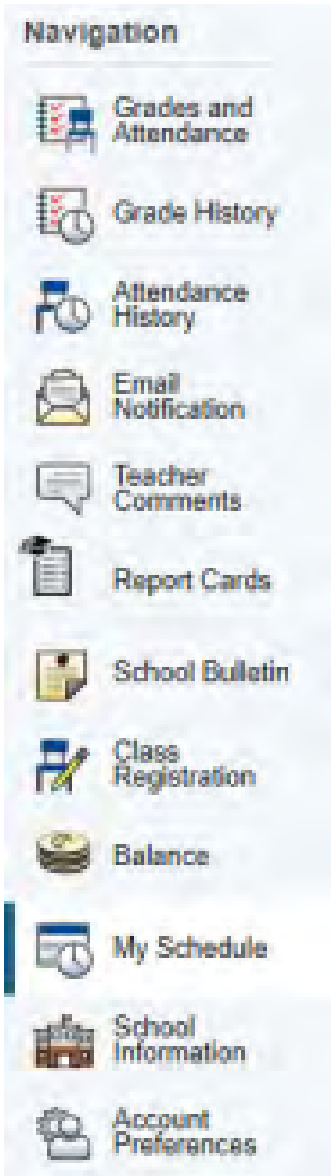 Navigation
Grades and
Attendance
Grade History
Attendance
History
Email
Notification
Teacher
Comments
Report Cards
School Bulletin
Class
Registration
Balance
My Schedule
School
Information
Account
Preferences